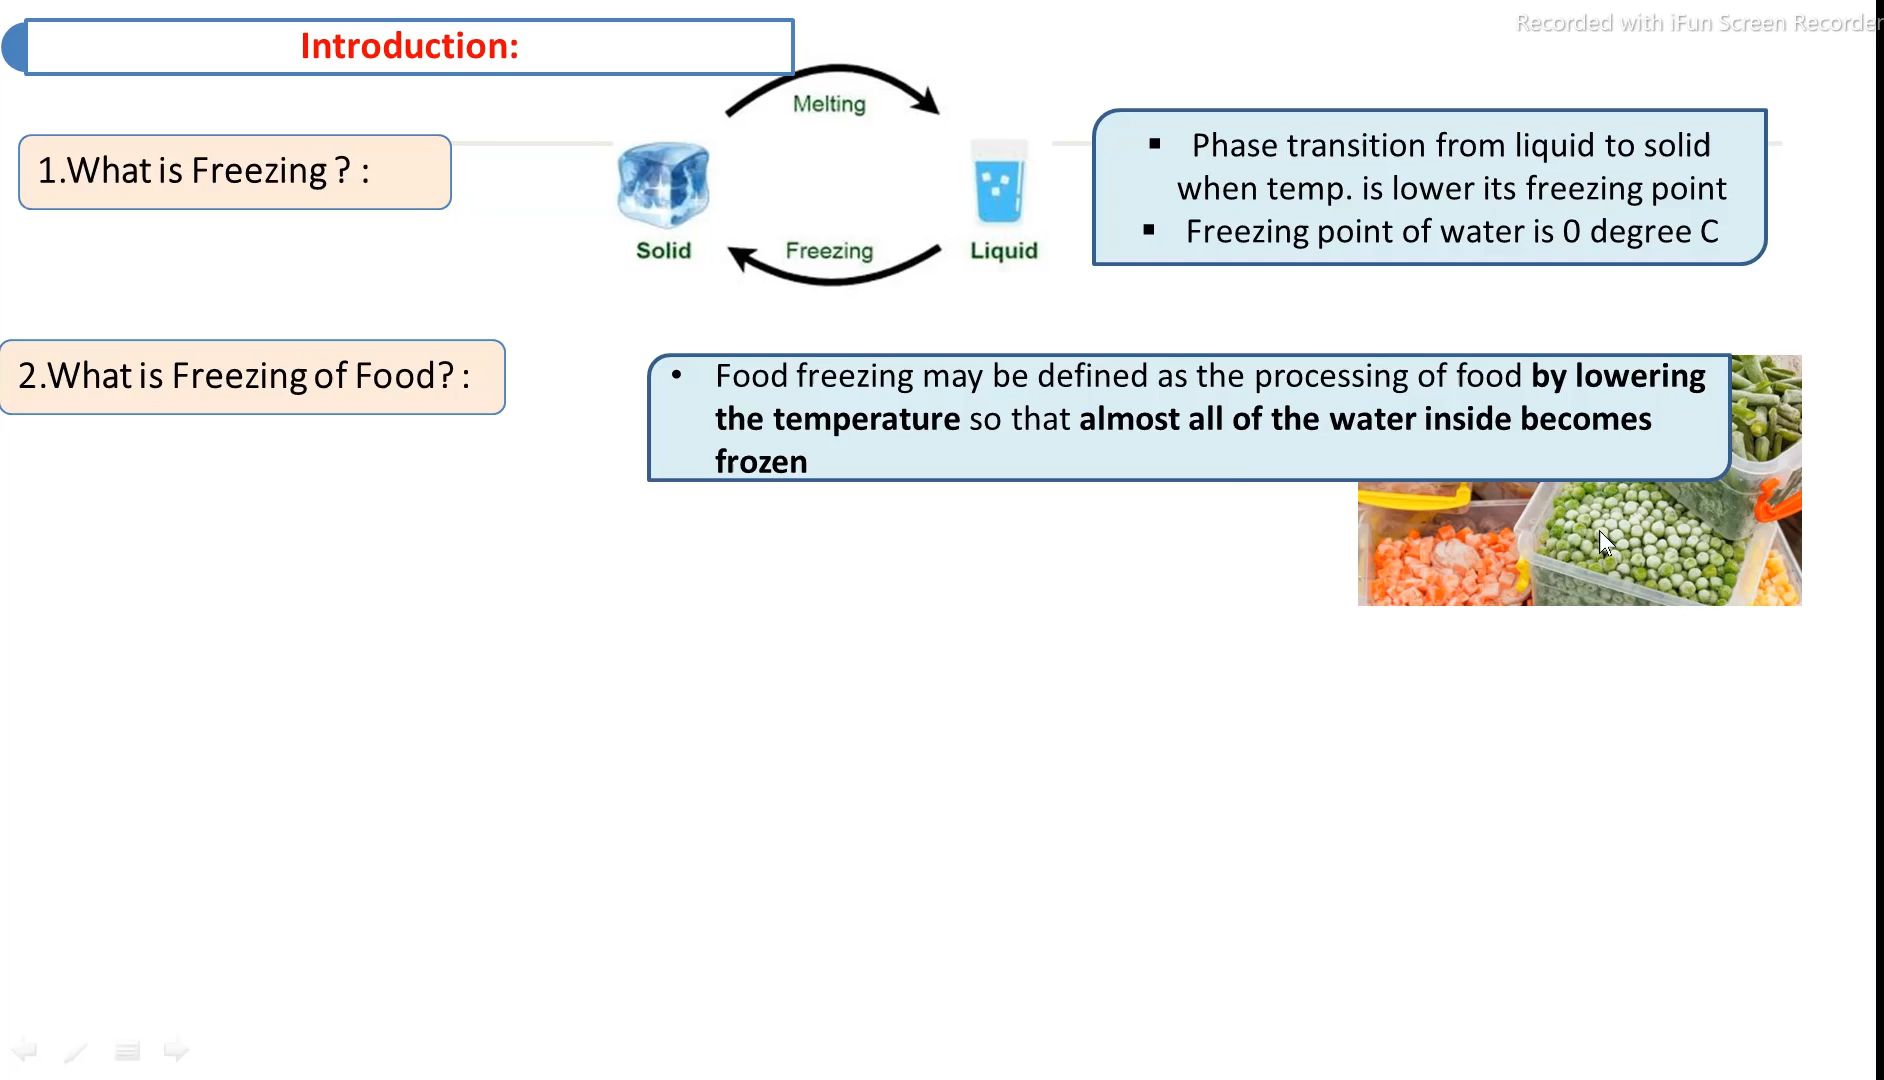 Recorded with iFun Screen Recorder
Introduction:
Melting
1.What is Freezing ? :
Solid
Freezing
Liquid
▪ Phase transition from liquid to solid
when temp. is lower its freezing point
▪ Freezing point of water is 0 degree C
2.What is Freezing of Food? :
• Food freezing may be defined as the processing of food by lowering
the temperature so that almost all of the water inside becomes
frozen